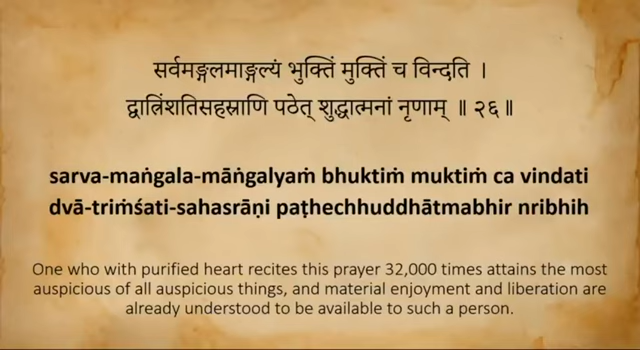 सर्वमङ्गलमाङ्गल्यं भुक्तिं मुक्तिं च विन्दति ।
द्वात्रिंशतिसहस्राणि पठेत् शुद्धात्मनां नृणाम् ॥ २६ ॥
sarva-maṅgala-māṅgalyaṁ bhuktiṁ muktiṁ ca vindati
dvā-triṁśati-sahasrāṇi paṭhechhuddhātmabhir nribhih
One who with purified heart recites this prayer 32,000 times attains the most
auspicious of all auspicious things, and material enjoyment and liberation are
already understood to be available to such a person.